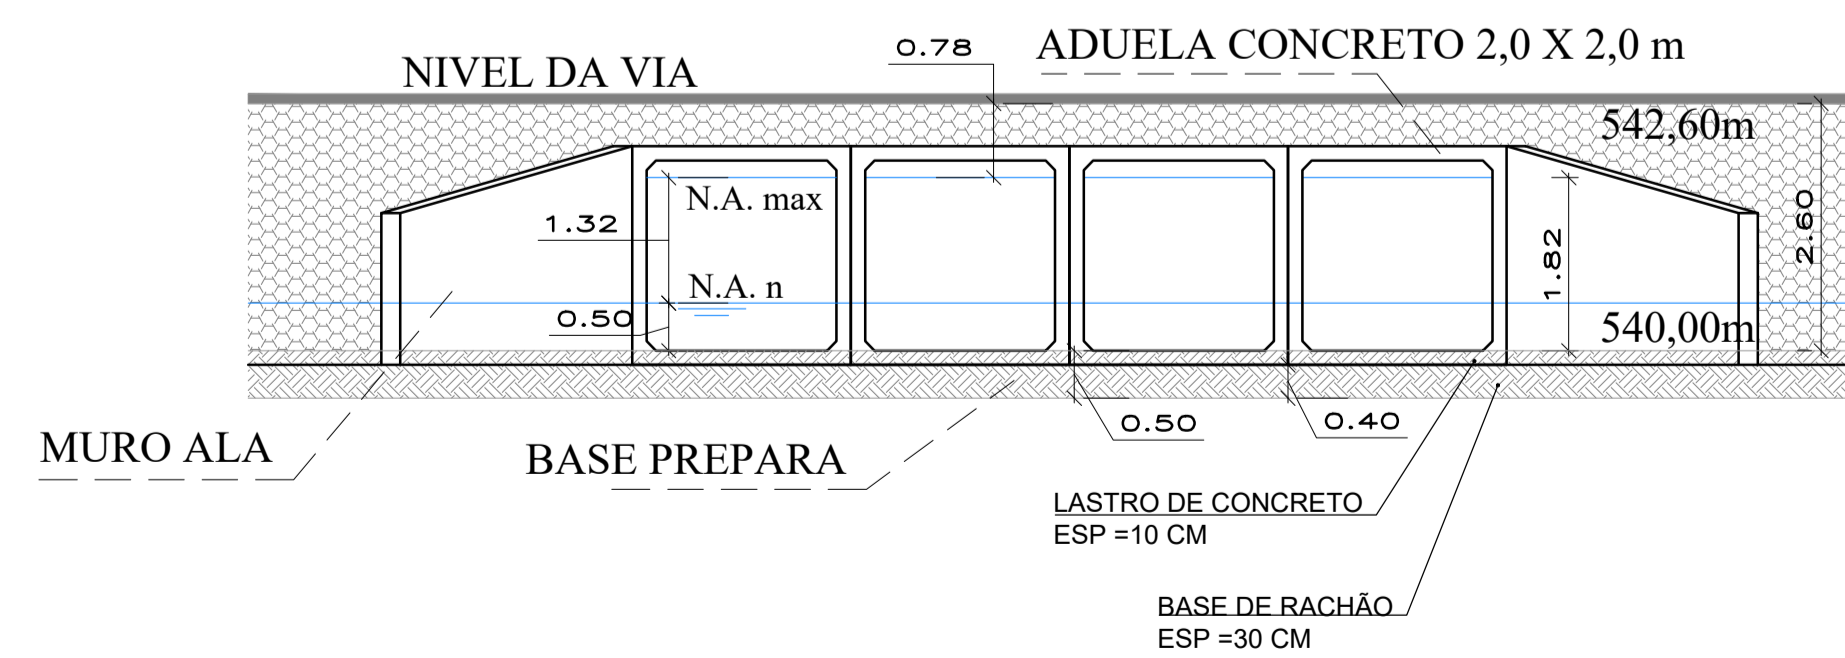 0.78
ADUELA CONCRETO 2,0 X 2,0 m
NIVEL DA VIA
542,60m
N.A. max
1.32
2.60
1.82
N.A. n
0.50
540,00m
0.50
0.40
MURO ALA
BASE PREPARA
LASTRO DE CONCRETO
ESP =10 CM
BASE DE RACHÃO
ESP =30 CM